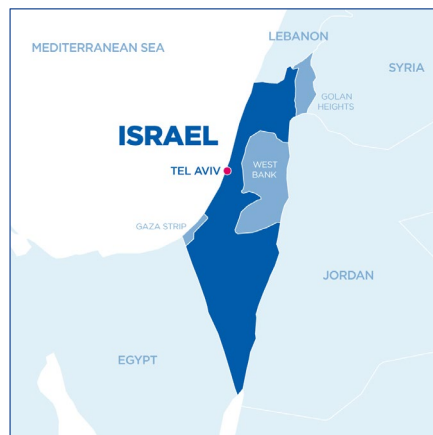 LEBANON
MEDITERRANEAN SEA
SYRIA
GOLAN
HEIGHTS
ISRAEL
TEL AVIV
WEST
BANK
GAZA STRIP
JORDAN
EGYPT